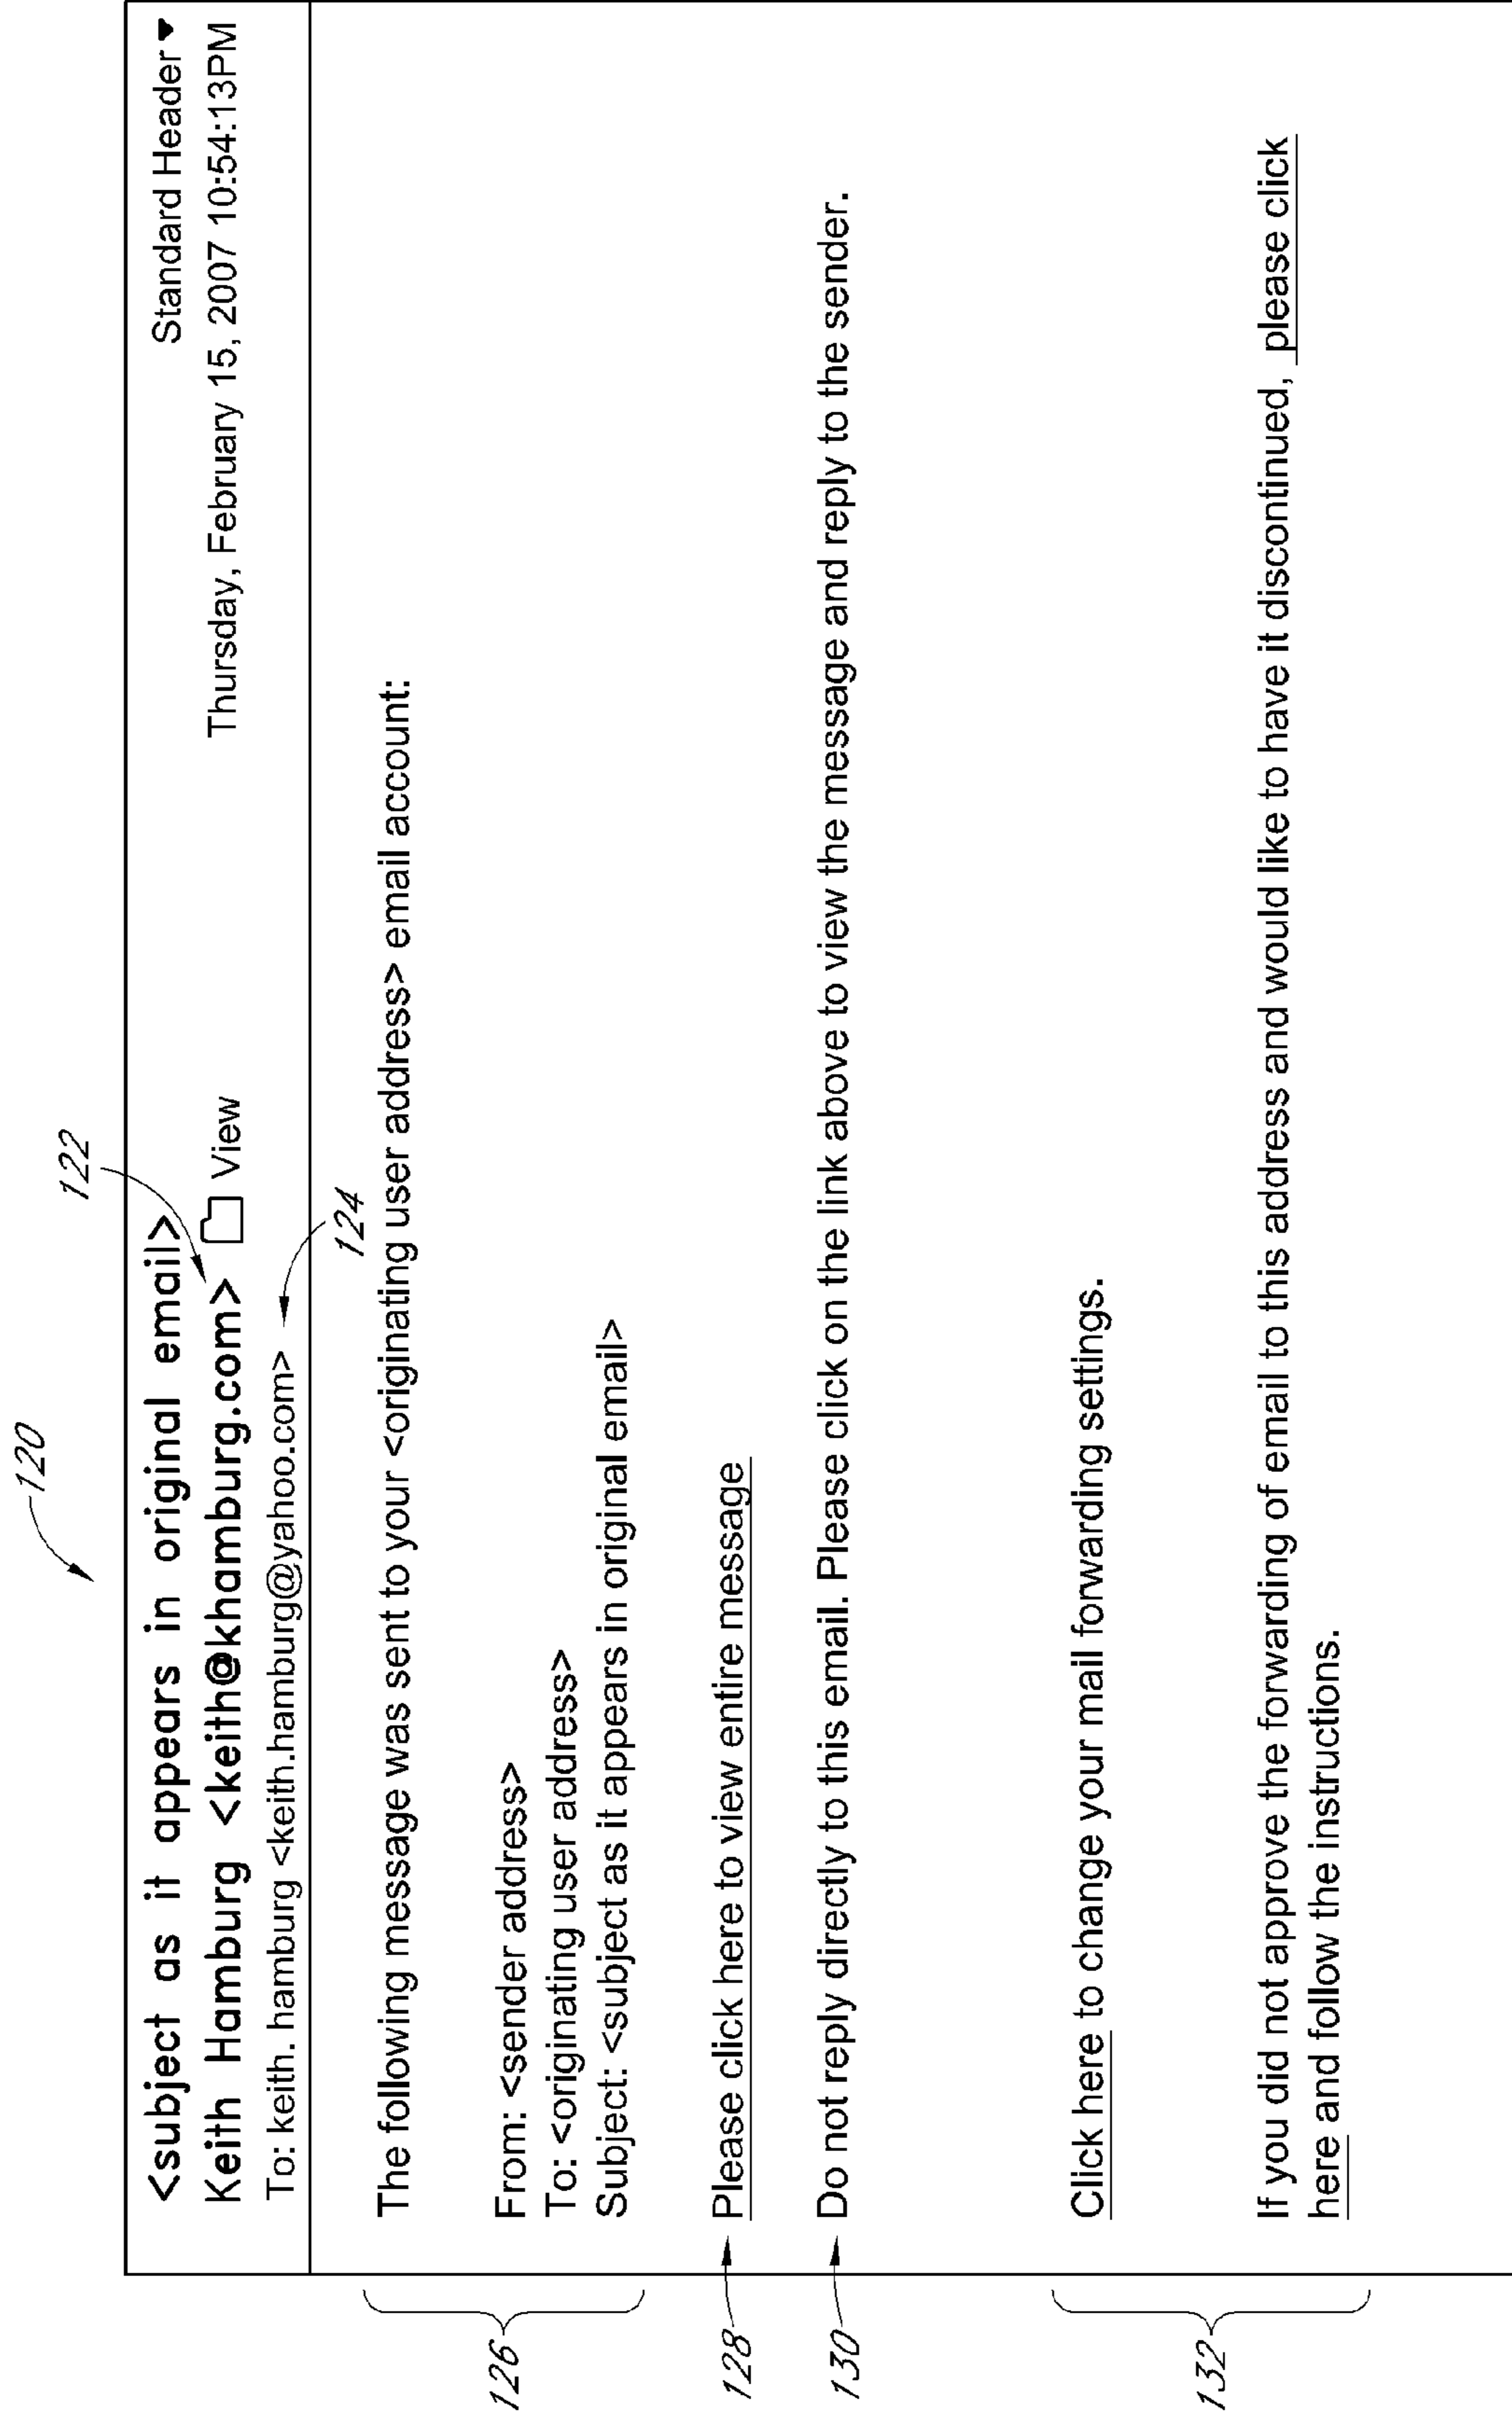 120
122
<subject as it appears in original email> Standard Header
Keith Hamburg <keith@khamburg.com> View Thursday, February 15, 2007 10:54:13PM
To: keith. hamburg <keith.hamburg@yahoo.com>
124
The following message was sent to your <originating user address> email account:
126
From: <sender address>
To: <originating user address>
Subject: <subject as it appears in original email>
128 Please click here to view entire message
130 Do not reply directly to this email. Please click on the link above to view the message and reply to the sender.
132
Click here to change your mail forwarding settings.
If you did not approve the forwarding of email to this address and would like to have it discontinued, please click
here and follow the instructions.